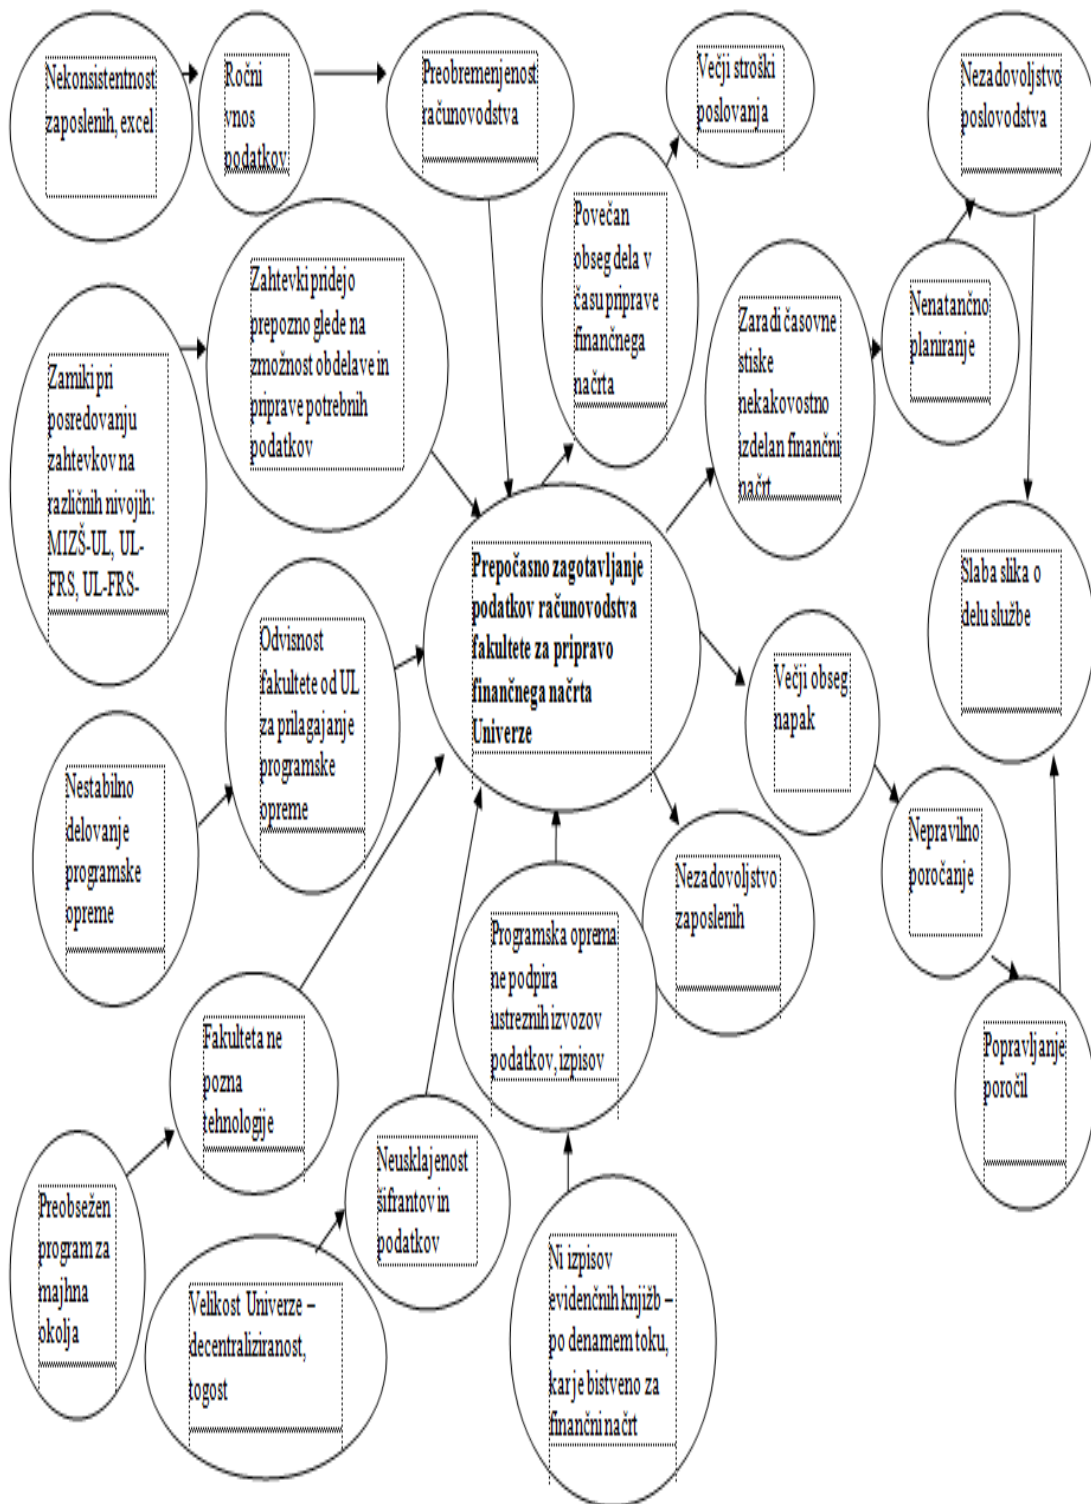 Nekonsistentnost
zaposlenih, excel
Ročni
vnos
podatkov
Preobremenjenost
računovodstva
Večji stroški
poslovanja
Nezadovoljstvo
poslovodstva
Povečan
obseg dela v
času priprave
finančnega
načrta
Zahtevki pridejo
prepozno glede na
zmožnost obdelave in
priprave potrebnih
podatkov
Zaradi časovne
stiske
nekakovostno
izdelan finančni
načrt
Nenatančno
planiranje
Zamiki pri
posredovanju
zahtevkov na
različnih nivojih:
MIZŠ-UL, UL-
FRS, UL-FRS-
Prepočasno zagotavljanje
podatkov računovodstva
fakultete za pripravo
finančnega načrta
Univerze
Slaba slika o
delu službe
Odvisnost
fakultete od UL
za prilagajanje
programske
opreme
Večji obseg
napak
Nestabilno
delovanje
programske
opreme
Nepravilno
poročanje
Nezadovoljstvo
zaposlenih
Programska oprema
ne podpira
ustreznih izvozov
podatkov, izpisov
Fakulteta ne
pozna
tehnologije
Popravljanje
poročil
Neusklajenost
šifrantov in
podatkov
Preobsežen
program za
majhna
okolja
Velikost Univerze –
decentraliziranost,
togost
Ni izpisov
evidenčnih knjižb –
po denarnem toku,
kar je bistveno za
finančni načrt